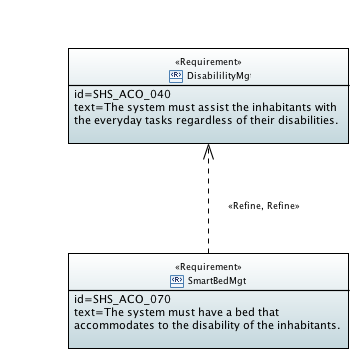 «Requirement»
<R> DisabililityMgt
id=SHS_ACO_040
text=The system must assist the inhabitants with
the everyday tasks regardless of their disabilities.
«Refine, Refine»
«Requirement»
<R> SmartBedMgt
id=SHS_ACO_070
text=The system must have a bed that
accommodates to the disability of the inhabitants.